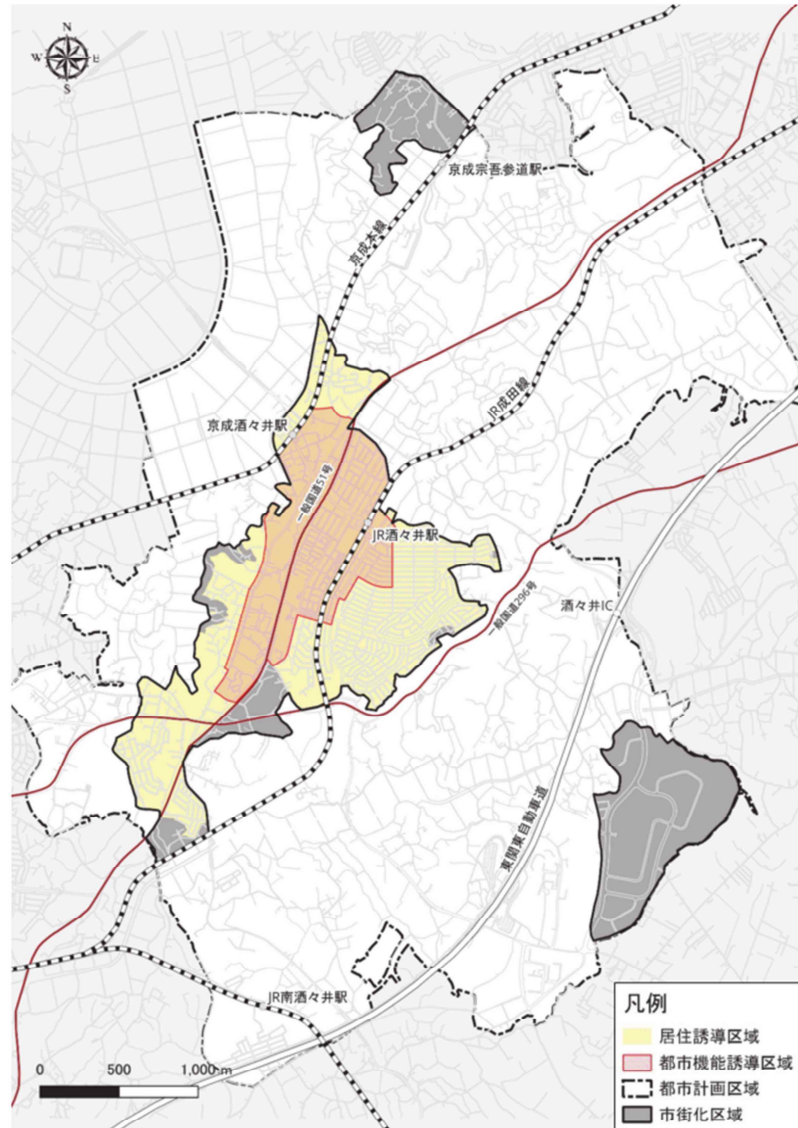 N
W
E
S
京成宗吾参道駅
京成本線
京成酒々井駅
JR成田線
一般国道51号
JR酒々井駅
一般国道296号
酒々井IC
東関東自動車道
JR南酒々井駅
凡例
居住誘導区域
都市機能誘導区域
都市計画区域
市街化区域
0 500 1,000 m